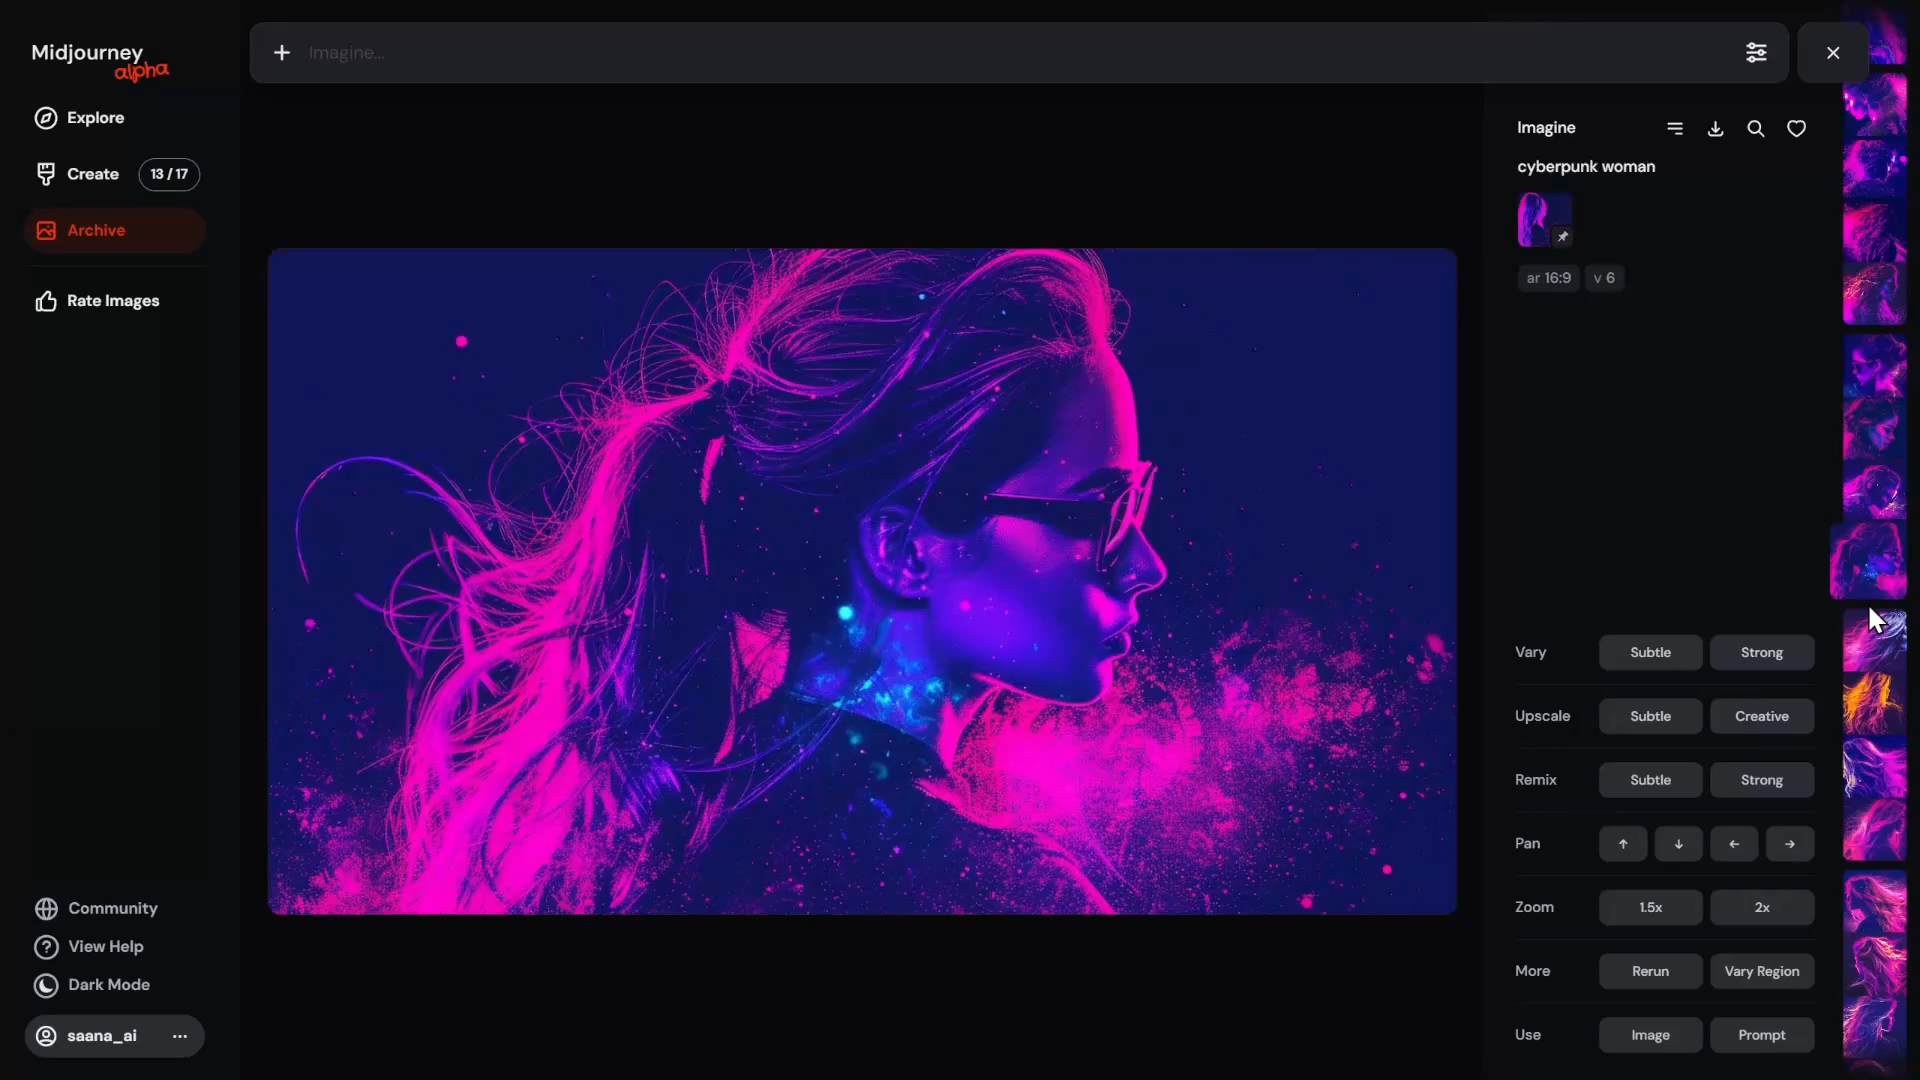 Midjourney
alpha
Imagine...
Explore
Create 13 / 17
Archive
Rate Images
Community
View Help
Dark Mode
saana_ai ...
Imagine
cyberpunk woman
ar 16:9 v 6
Vary Subtle Strong
Upscale Subtle Creative
Remix Subtle Strong
Pan ↑ ↓ ← →
Zoom 1.5x 2x
More Rerun Vary Region
Use Image Prompt